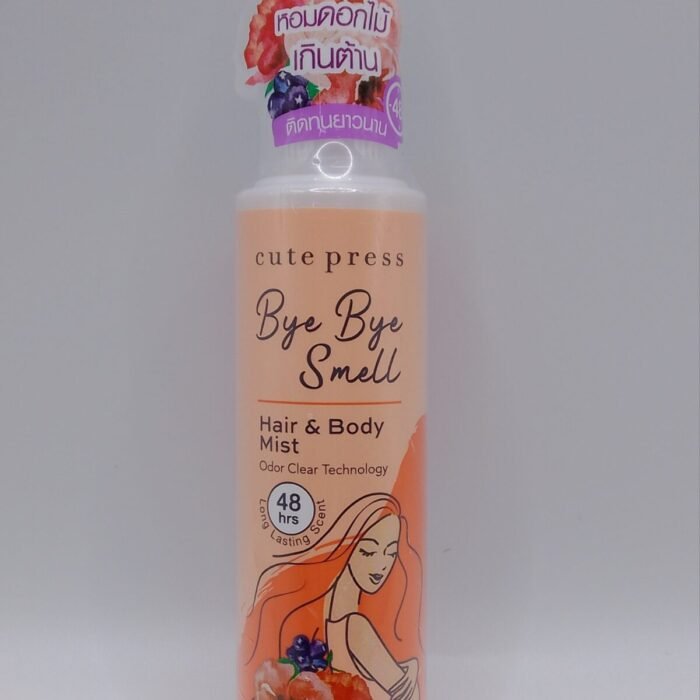 หอมดอกไม้
เกินต้าน
ติดทนยาวนาน
cute press
Bye Bye
Smell
Hair & Body
Mist
Odor Clear Technology
48
hrs
Long Lasting Scent